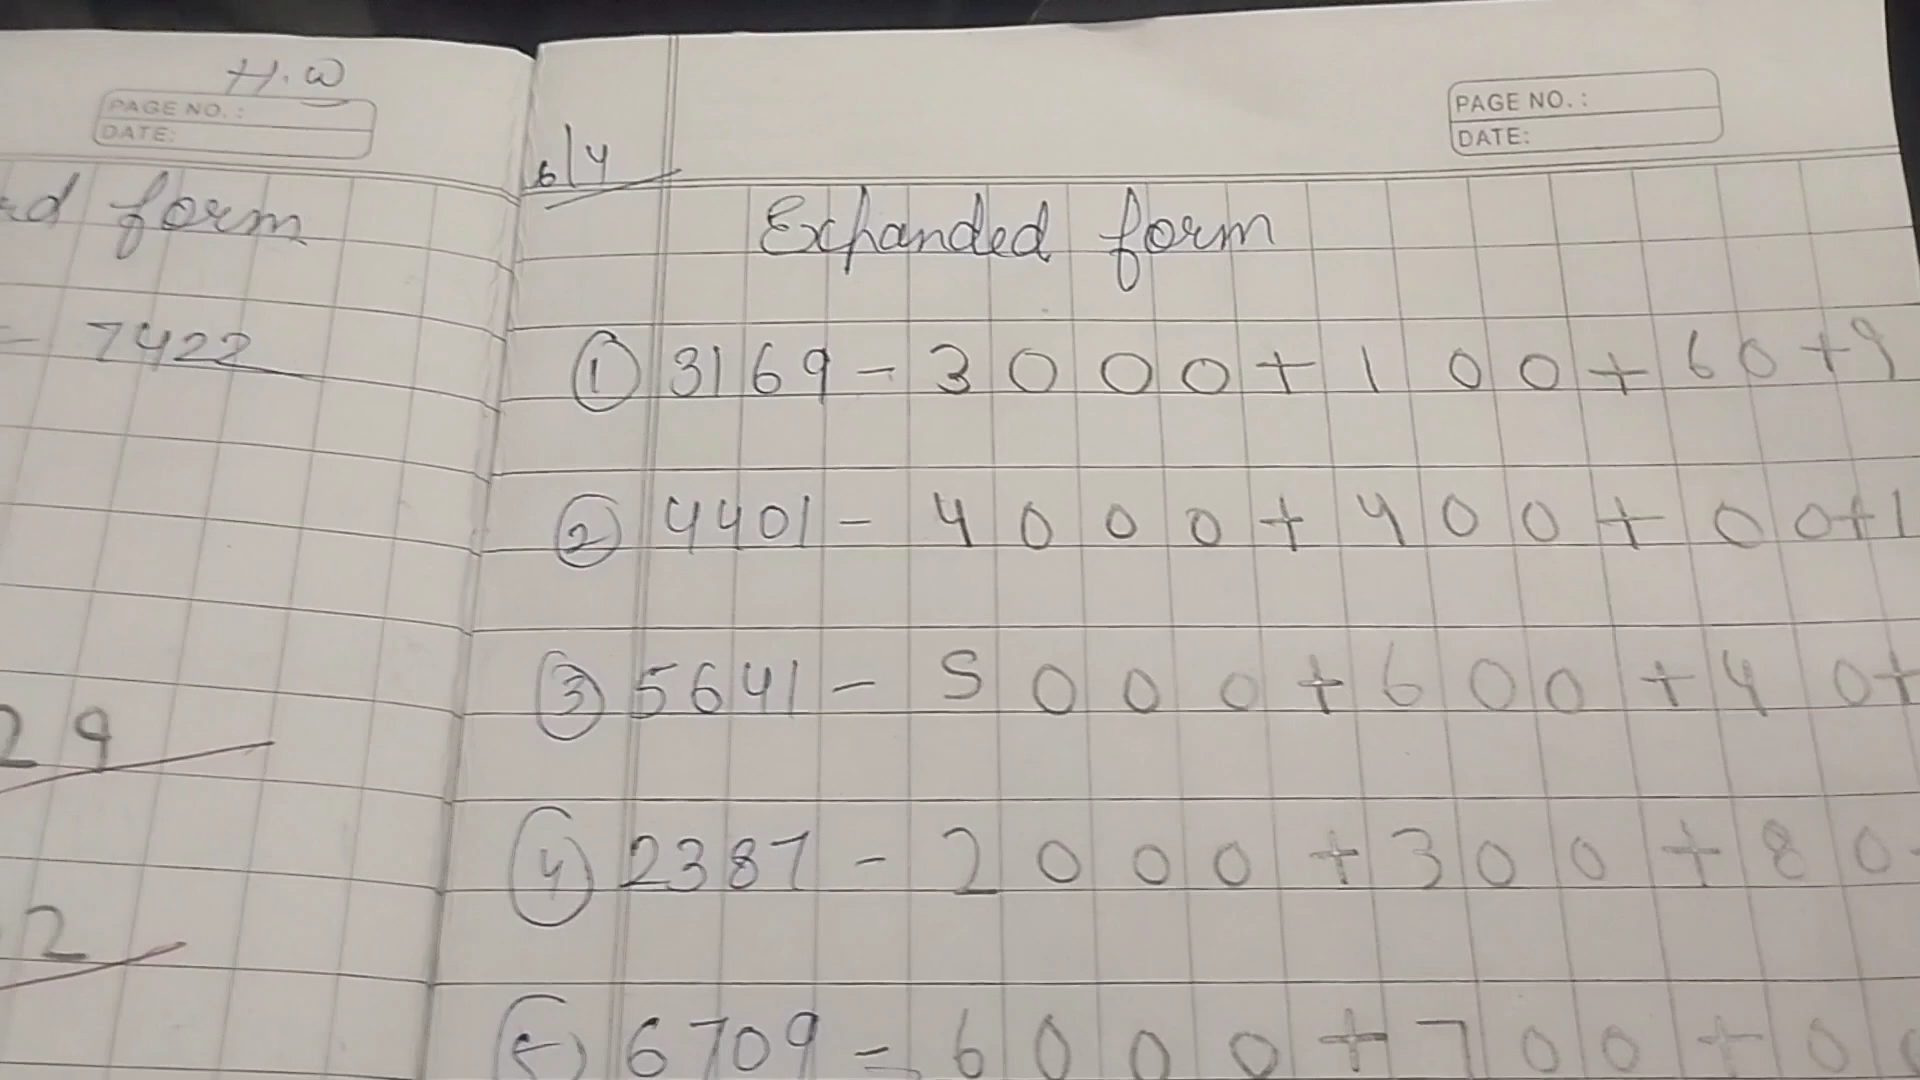 H.W
PAGE NO. :
DATE:
form
- 7422
29
2
PAGE NO. :
DATE:
6/4
Expanded form
① 3169 - 3000+100+60+9
② 4401 - 4000+400+00+1
③ 5641 - 5000+600+40+
④ 2387 - 2000+300+80
⑤ 6709 - 6000+700+0